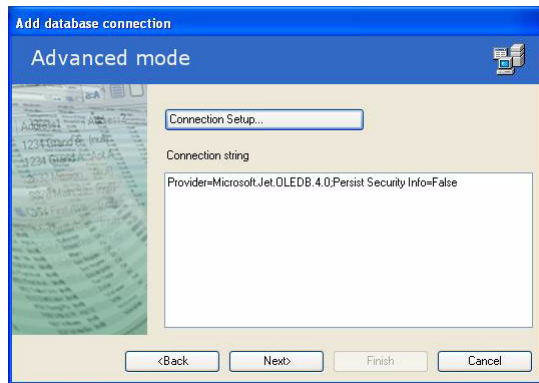 Add database connection
Advanced mode
Connection Setup...
Connection string
Provider=Microsoft.Jet.OLEDB.4.0;Persist Security Info=False
<Back
Next>
Finish
Cancel